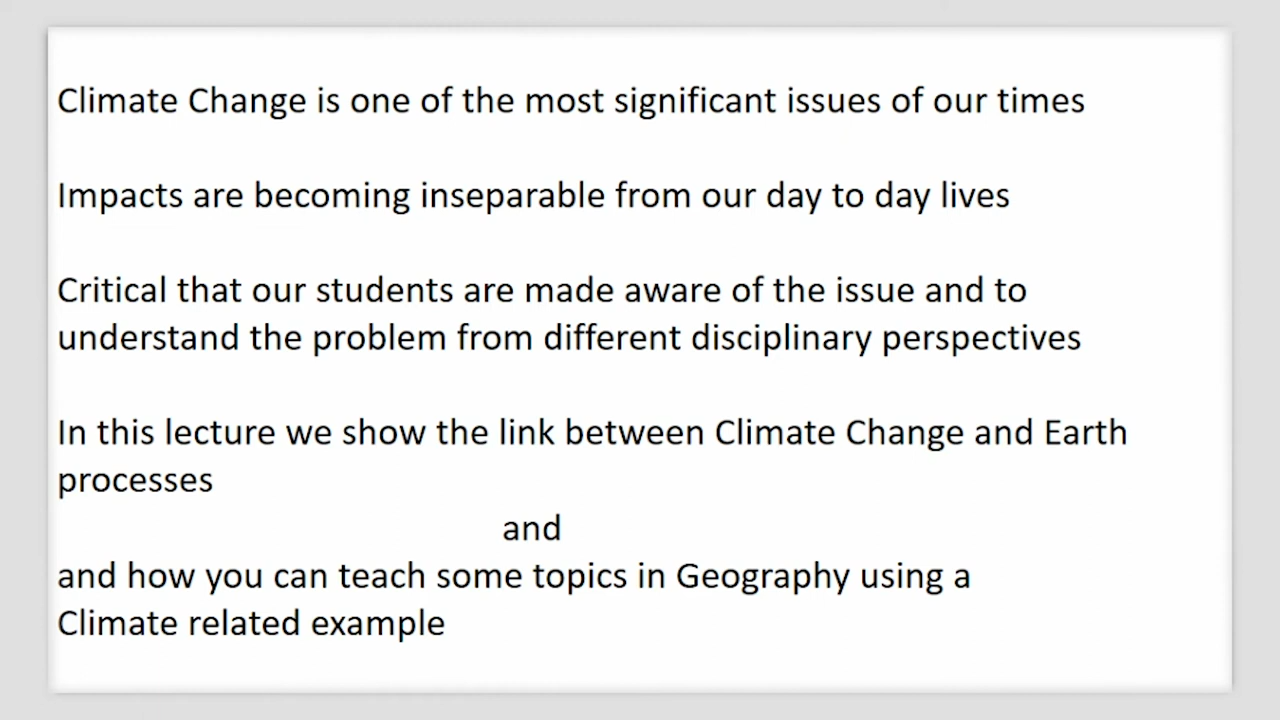 Climate Change is one of the most significant issues of our times
Impacts are becoming inseparable from our day to day lives
Critical that our students are made aware of the issue and to
understand the problem from different disciplinary perspectives
In this lecture we show the link between Climate Change and Earth
processes
and
and how you can teach some topics in Geography using a
Climate related example